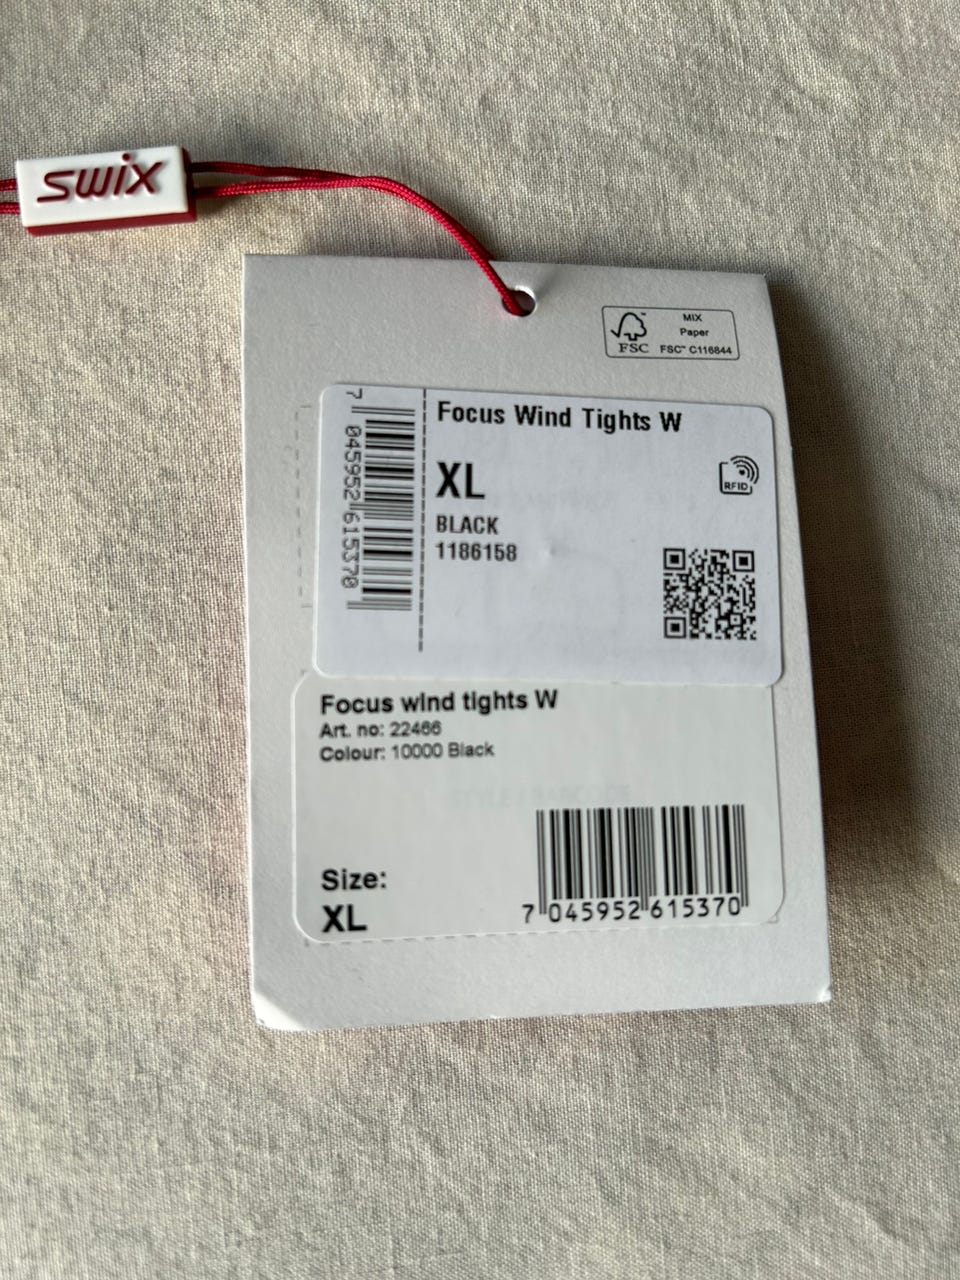 swix
MIX
Paper
FSC
FSC™ C116844
Focus Wind Tights W
XL
BLACK
1186158
RFID
7 045952 615370
Focus wind tights W
Art. no: 22466
Colour: 10000 Black
Size:
XL
7 045952 615370